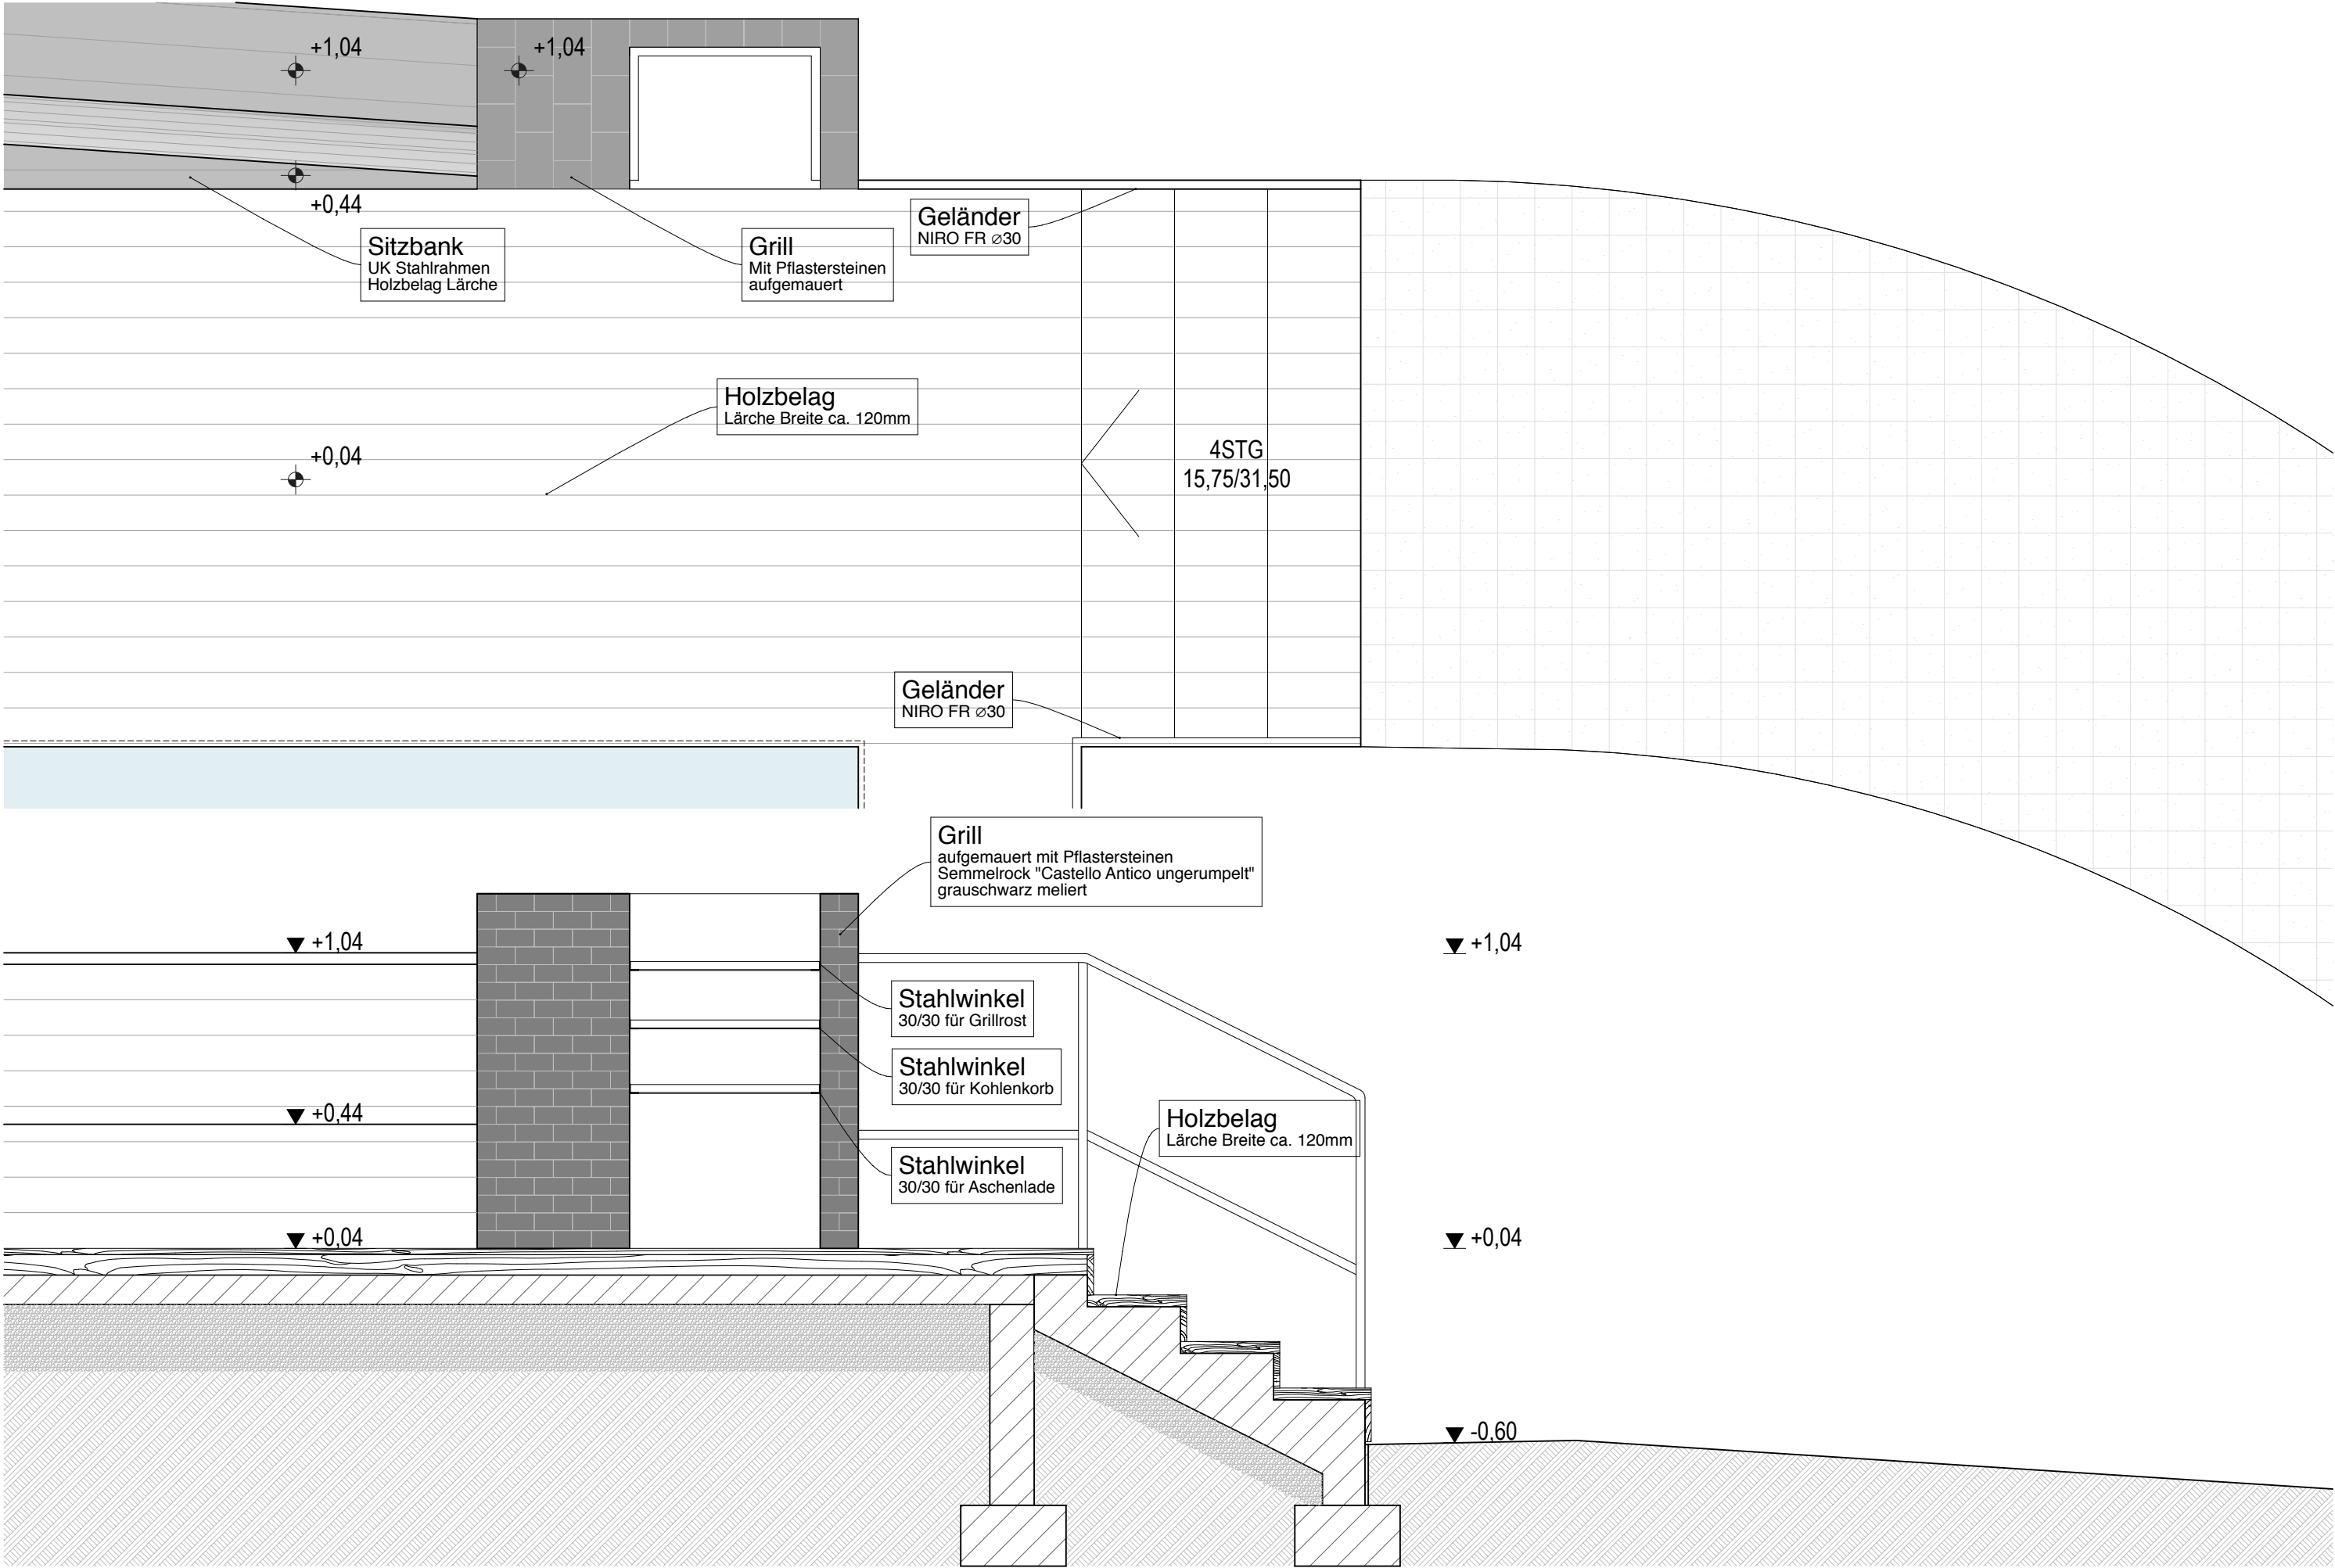 +1,04
+1,04
+0,44
Sitzbank
UK Stahlrahmen
Holzbelag Lärche
Grill
Mit Pflastersteinen
aufgemauert
Geländer
NIRO FR ⌀30
Holzbelag
Lärche Breite ca. 120mm
+0,04
4STG
15,75/31,50
Geländer
NIRO FR ⌀30
Grill
aufgemauert mit Pflastersteinen
Semmelrock "Castello Antico ungerumpelt"
grauschwarz meliert
+1,04
+1,04
Stahlwinkel
30/30 für Grillrost
Stahlwinkel
30/30 für Kohlenkorb
+0,44
Holzbelag
Lärche Breite ca. 120mm
Stahlwinkel
30/30 für Aschenlade
+0,04
+0,04
-0,60